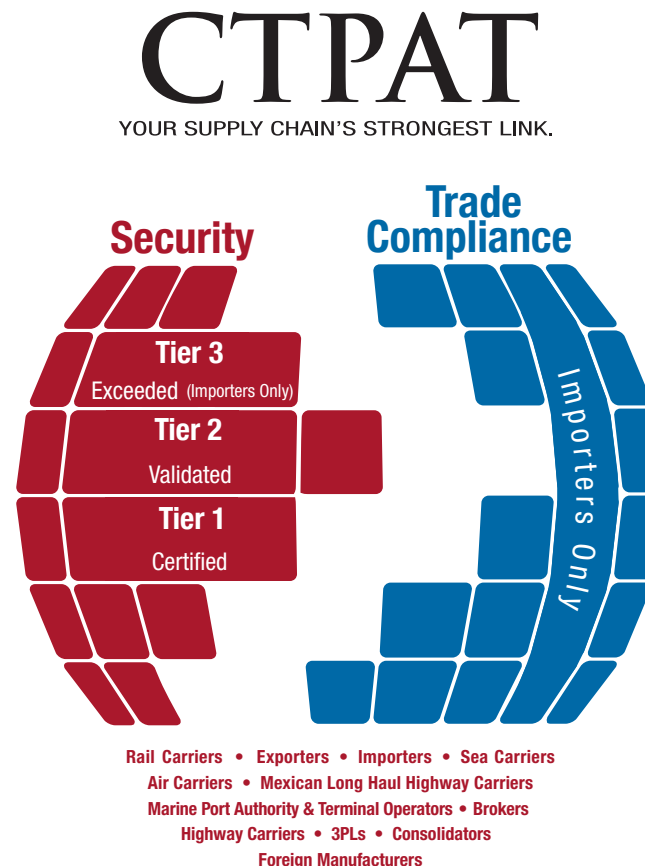 CTPAT
YOUR SUPPLY CHAIN'S STRONGEST LINK.
Security
Trade
Compliance
Tier 3
Exceeded (Importers Only)
Tier 2
Validated
Tier 1
Certified
Importers Only
Rail Carriers • Exporters • Importers • Sea Carriers
Air Carriers • Mexican Long Haul Highway Carriers
Marine Port Authority & Terminal Operators • Brokers
Highway Carriers • 3PLs • Consolidators
Foreign Manufacturers